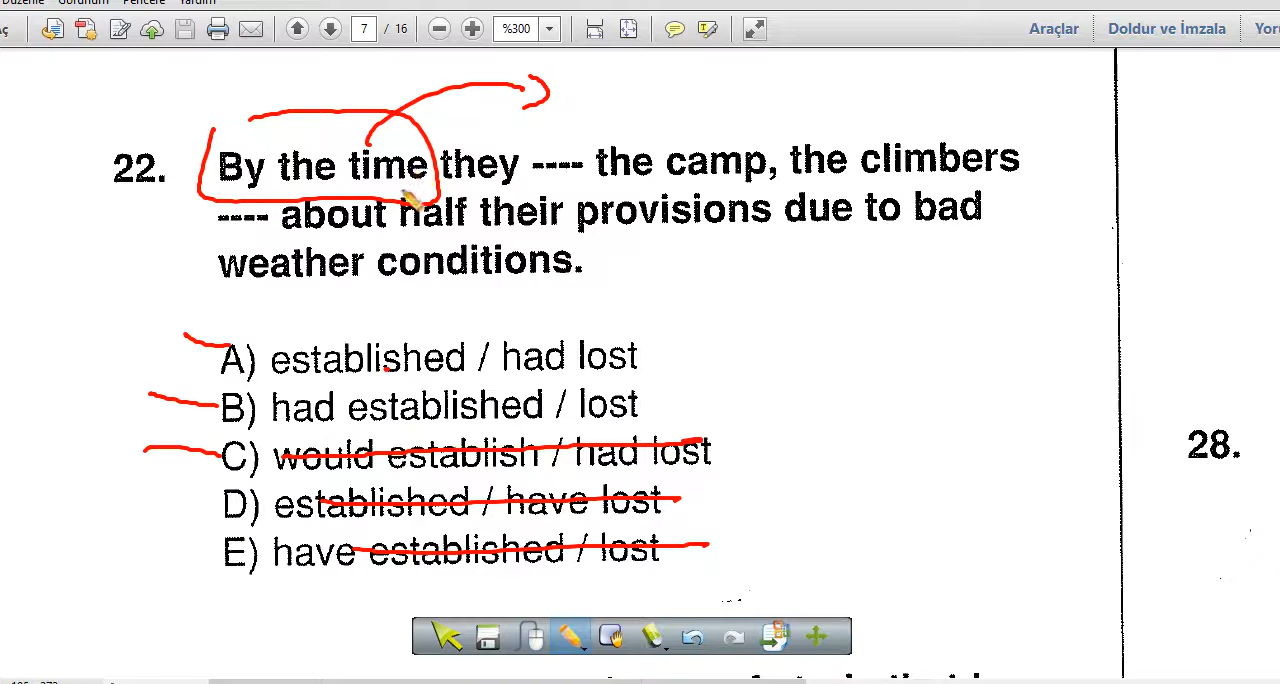 Düzenle Görünüm Pencere Yardım
7 / 16 %300 Araçlar Doldur ve İmzala
22. By the time they ---- the camp, the climbers
---- about half their provisions due to bad
weather conditions.
A) established / had lost
B) had established / lost
C) would establish / had lost
D) established / have lost
E) have established / lost
28.